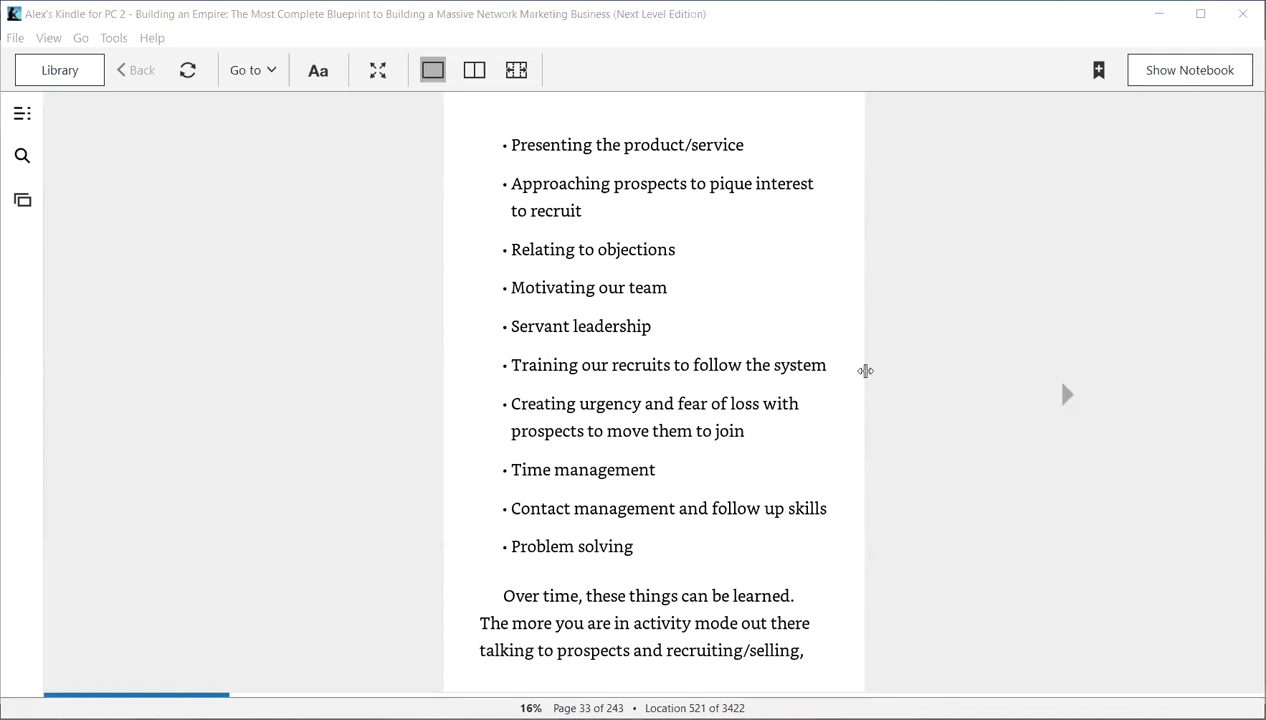 Alex's Kindle for PC 2 - Building an Empire: The Most Complete Blueprint to Building a Massive Network Marketing Business (Next Level Edition)
File View Go Tools Help
Library Back Go to Aa Show Notebook
• Presenting the product/service
• Approaching prospects to pique interest
to recruit
• Relating to objections
• Motivating our team
• Servant leadership
• Training our recruits to follow the system
• Creating urgency and fear of loss with
prospects to move them to join
• Time management
• Contact management and follow up skills
• Problem solving
Over time, these things can be learned.
The more you are in activity mode out there
talking to prospects and recruiting/selling,
16% Page 33 of 243 • Location 521 of 3422